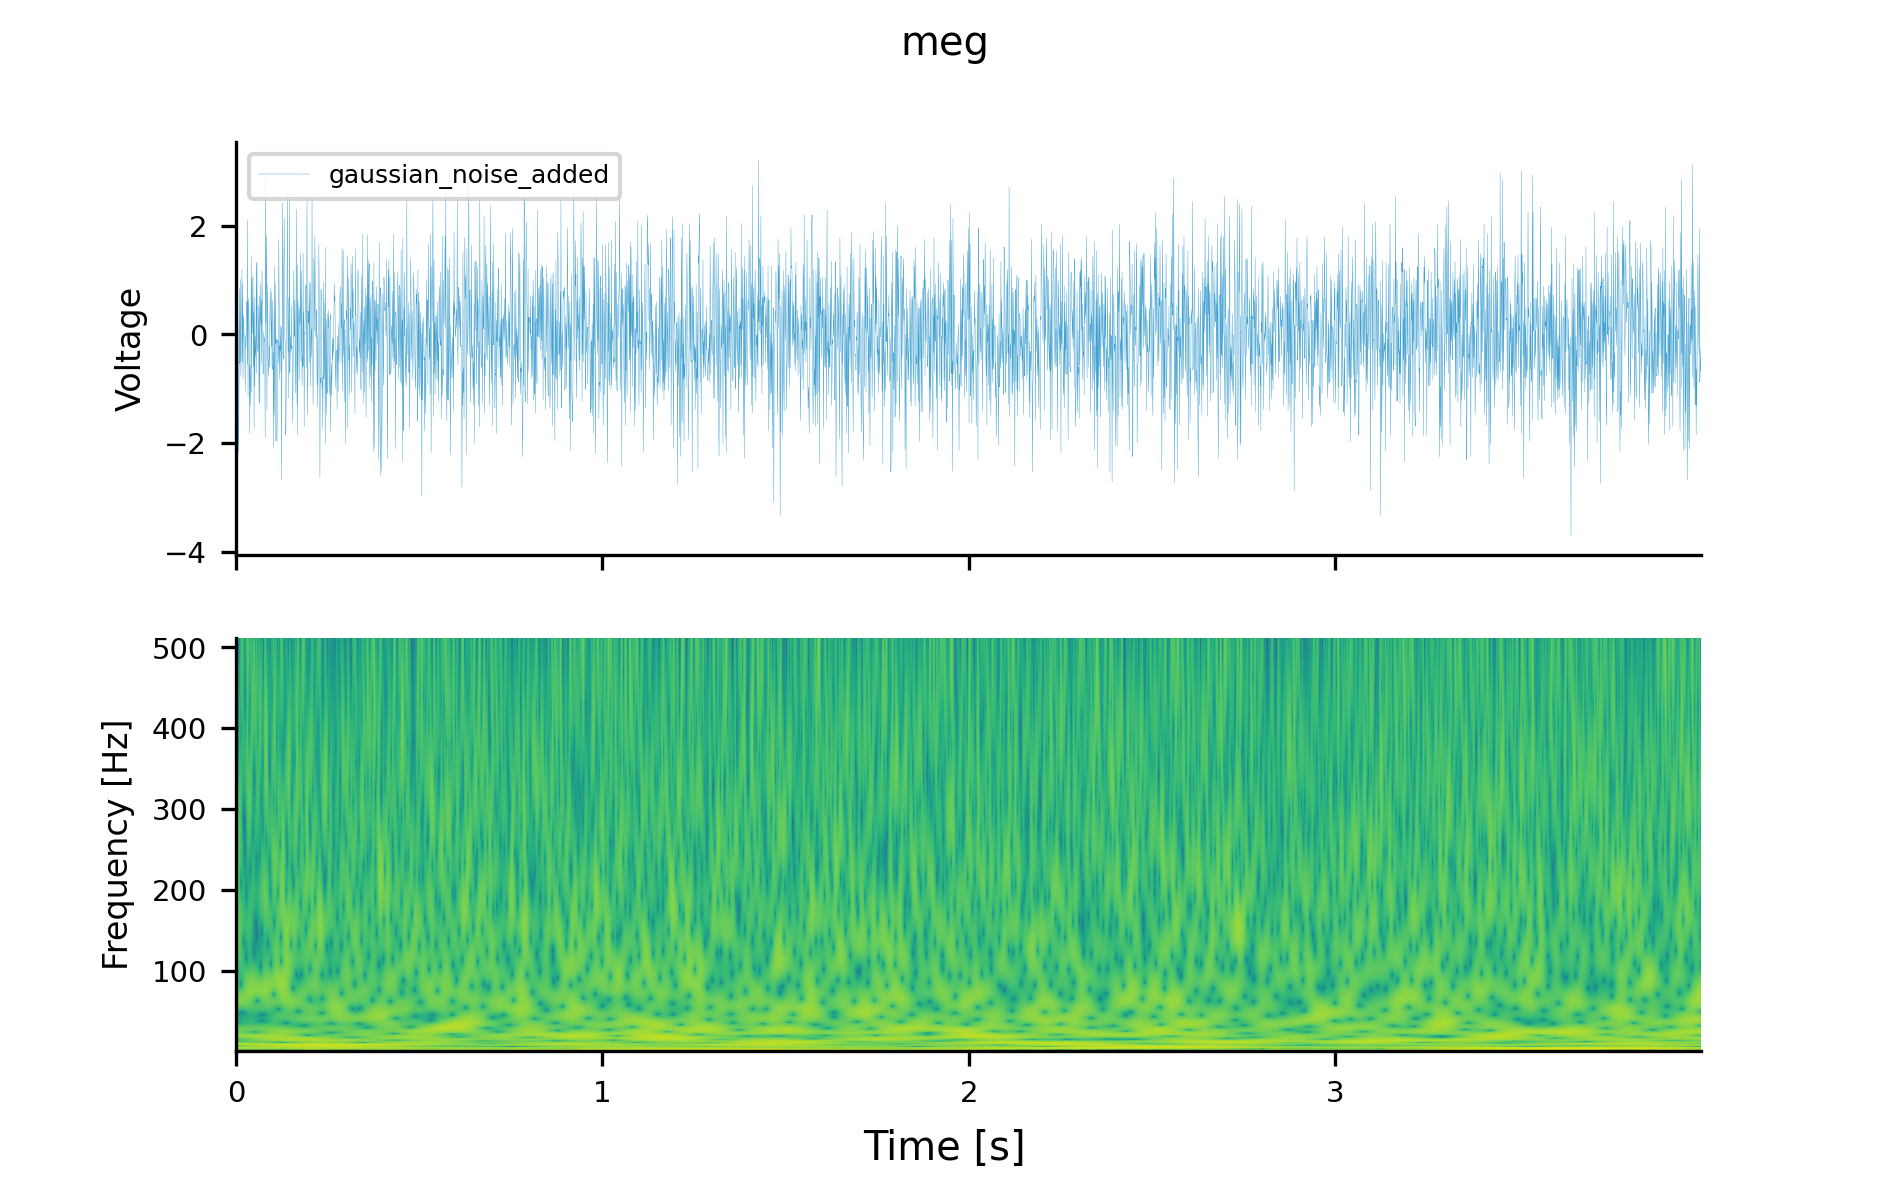 meg
gaussian_noise_added
Voltage
2
0
−2
−4
Frequency [Hz]
500
400
300
200
100
0
1
2
3
Time [s]